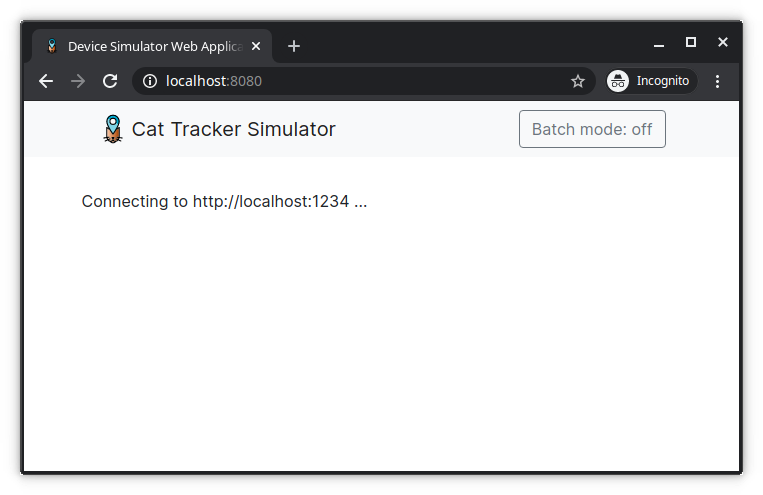 Device Simulator Web Applica
localhost:8080
Incognito
Cat Tracker Simulator
Batch mode: off
Connecting to http://localhost:1234 ...